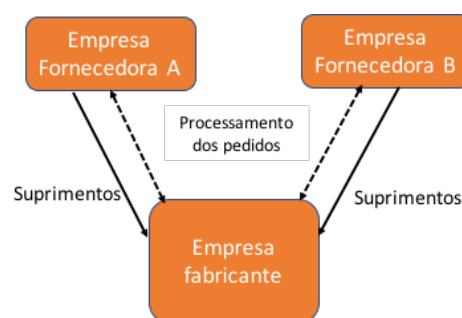 Empresa
Fornecedora A
Empresa
Fornecedora B
Processamento
dos pedidos
Suprimentos
Suprimentos
Empresa
fabricante